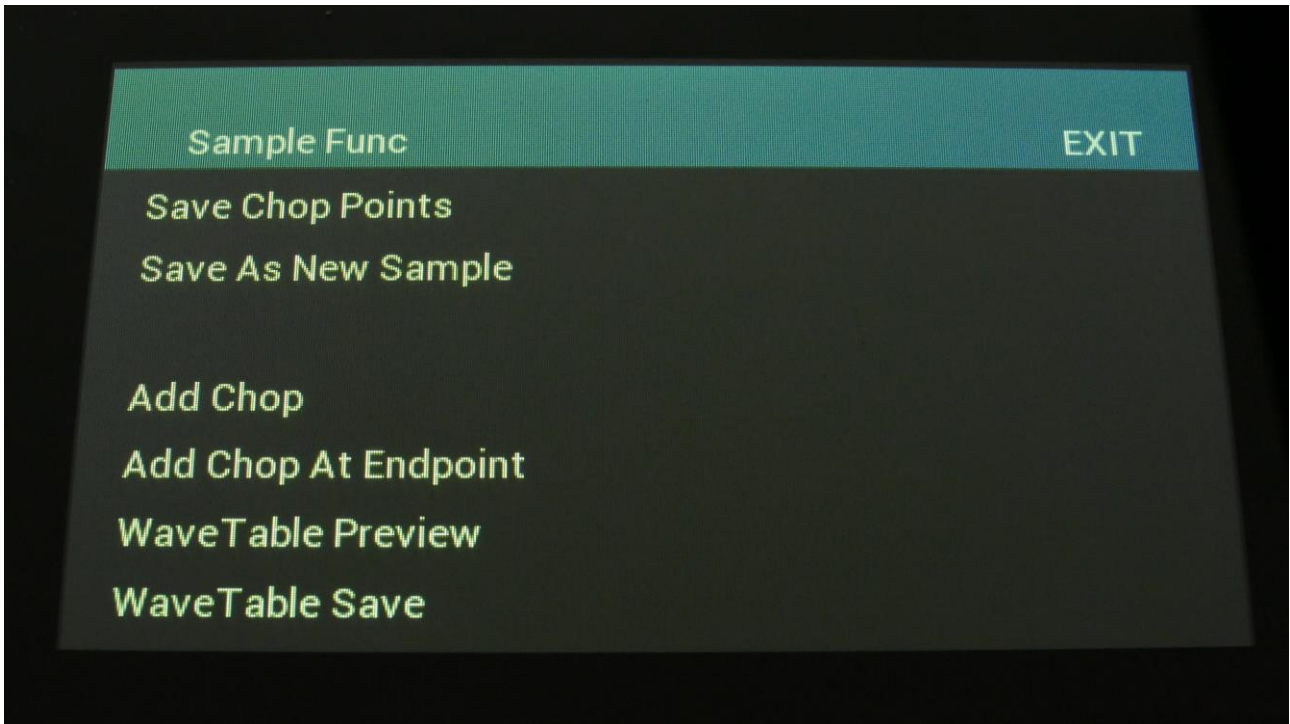 Sample Func EXIT
Save Chop Points
Save As New Sample
Add Chop
Add Chop At Endpoint
WaveTable Preview
WaveTable Save